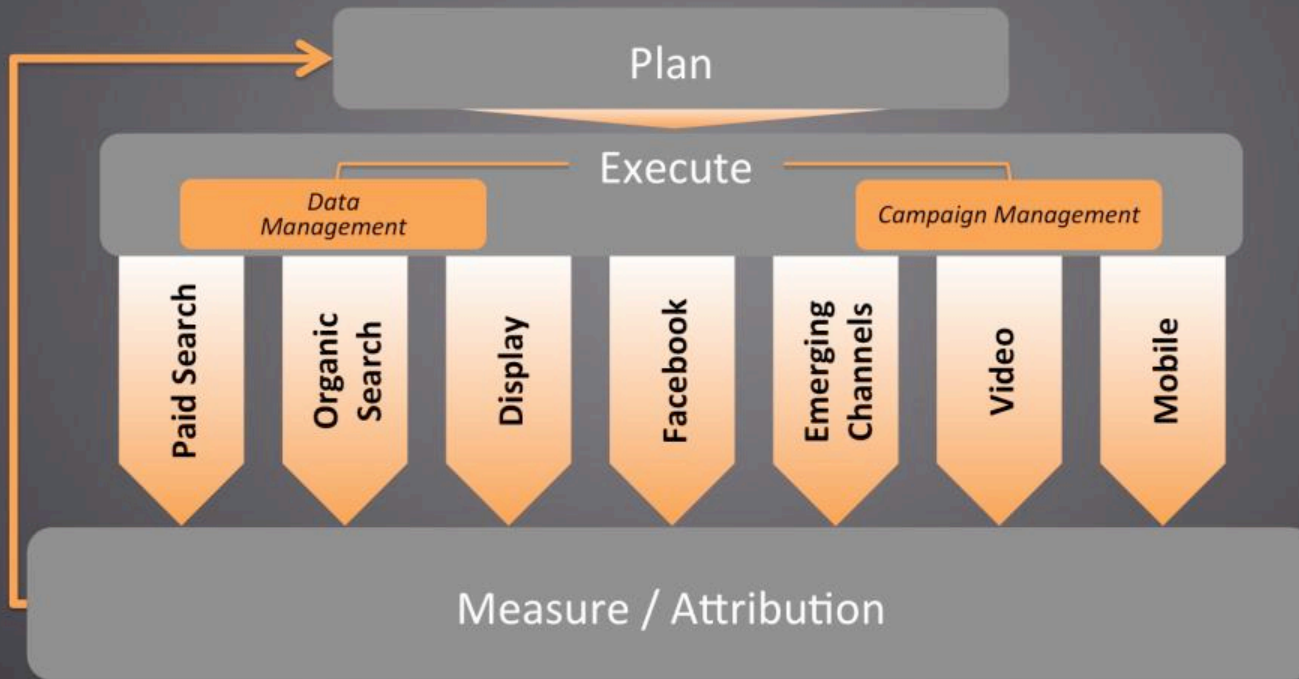 Plan
Execute
Data
Management
Campaign Management
Paid Search
Organic
Search
Display
Facebook
Emerging
Channels
Video
Mobile
Measure / Attribution